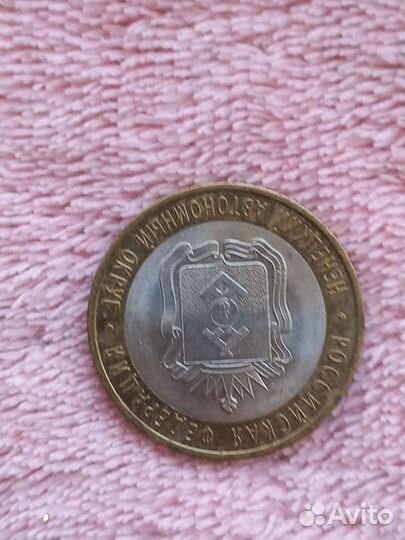 РОССИЙСКАЯ ФЕДЕРАЦИЯ
НЕНЕЦКИЙ АВТОНОМНЫЙ ОКРУГ
Avito